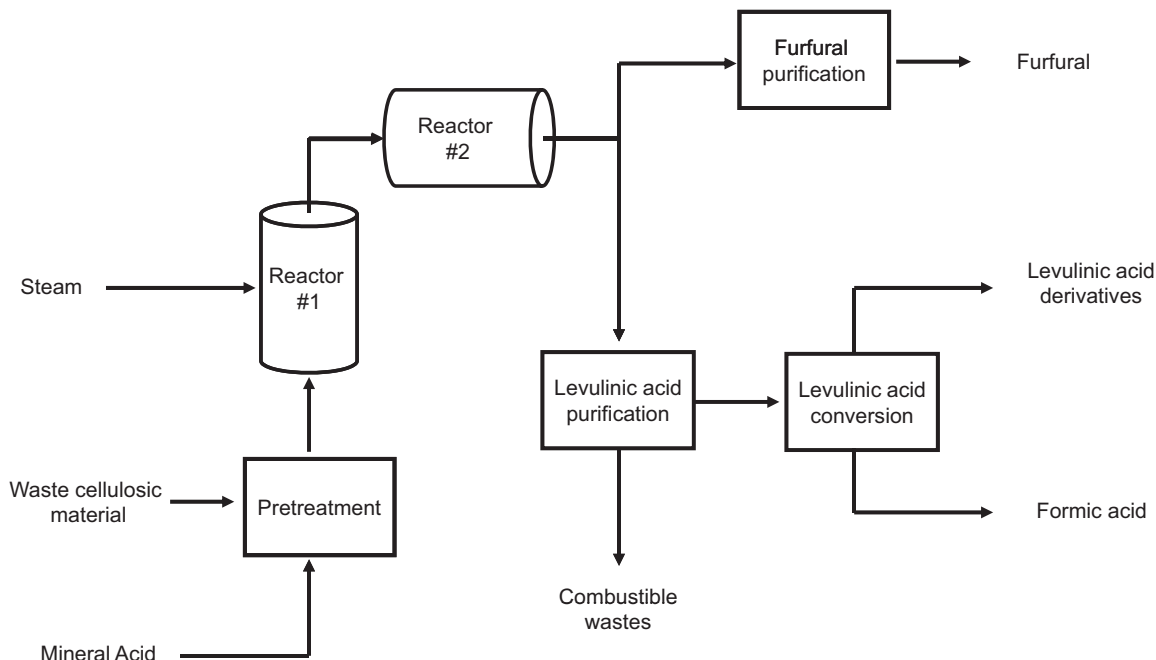 Furfural
purification
Furfural
Reactor
#2
Steam
Reactor
#1
Levulinic acid
derivatives
Levulinic acid
purification
Levulinic acid
conversion
Waste cellulosic
material
Pretreatment
Formic acid
Combustible
wastes
Mineral Acid